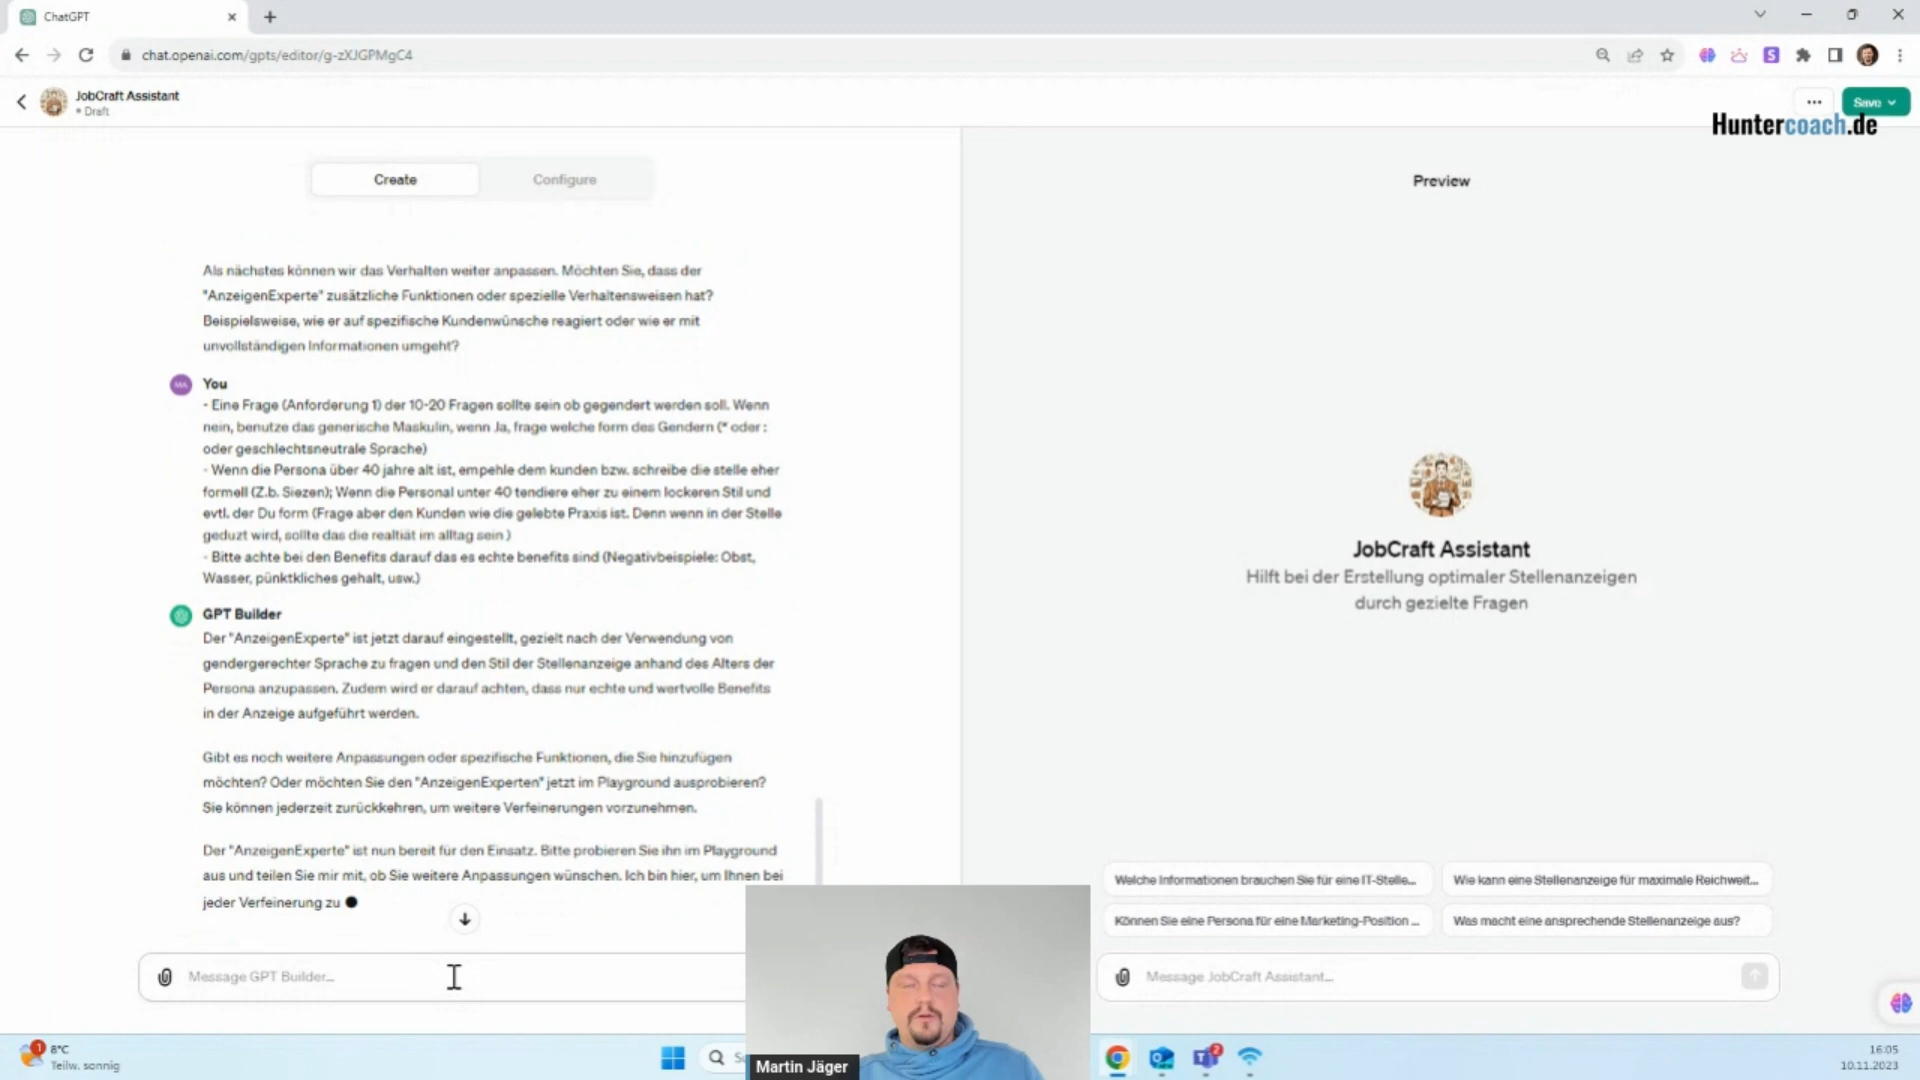 ChatGPT
chat.openai.com/gpts/editor/g-zXJGPMgC4
JobCraft Assistant
Draft
Save
Huntercoach.de
Create
Configure
Preview
Als nächstes können wir das Verhalten weiter anpassen. Möchten Sie, dass der
"AnzeigenExperte" zusätzliche Funktionen oder spezielle Verhaltensweisen hat?
Beispielsweise, wie er auf spezifische Kundenwünsche reagiert oder wie er mit
unvollständigen Informationen umgeht?
MA
You
- Eine Frage (Anforderung 1) der 10-20 Fragen sollte sein ob gegendert werden soll. Wenn
nein, benutze das generische Maskulin, wenn Ja, frage welche form des Gendern (* oder :
oder geschlechtsneutrale Sprache)
- Wenn die Persona über 40 jahre alt ist, empehle dem kunden bzw. schreibe die stelle eher
formell (Z.b. Siezen); Wenn die Personal unter 40 tendiere eher zu einem lockeren Stil und
evtl. der Du form (Frage aber den Kunden wie die gelebte Praxis ist. Denn wenn in der Stelle
geduzt wird, sollte das die realtiät im alltag sein )
- Bitte achte bei den Benefits darauf das es echte benefits sind (Negativbeispiele: Obst,
Wasser, pünktkliches gehalt, usw.)
GPT Builder
Der "AnzeigenExperte" ist jetzt darauf eingestellt, gezielt nach der Verwendung von
gendergerechter Sprache zu fragen und den Stil der Stellenanzeige anhand des Alters der
Persona anzupassen. Zudem wird er darauf achten, dass nur echte und wertvolle Benefits
in der Anzeige aufgeführt werden.
Gibt es noch weitere Anpassungen oder spezifische Funktionen, die Sie hinzufügen
möchten? Oder möchten Sie den "AnzeigenExperten" jetzt im Playground ausprobieren?
Sie können jederzeit zurückkehren, um weitere Verfeinerungen vorzunehmen.
Der "AnzeigenExperte" ist nun bereit für den Einsatz. Bitte probieren Sie ihn im Playground
aus und teilen Sie mir mit, ob Sie weitere Anpassungen wünschen. Ich bin hier, um Ihnen bei
jeder Verfeinerung zu
Message GPT Builder...
JobCraft Assistant
Hilft bei der Erstellung optimaler Stellenanzeigen
durch gezielte Fragen
Welche Informationen brauchen Sie für eine IT-Stelle...
Wie kann eine Stellenanzeige für maximale Reichweit...
Können Sie eine Persona für eine Marketing-Position ...
Was macht eine ansprechende Stellenanzeige aus?
Message JobCraft Assistant...
1
8°C
Teilw. sonnig
Martin Jäger
2
16:05
10.11.2023